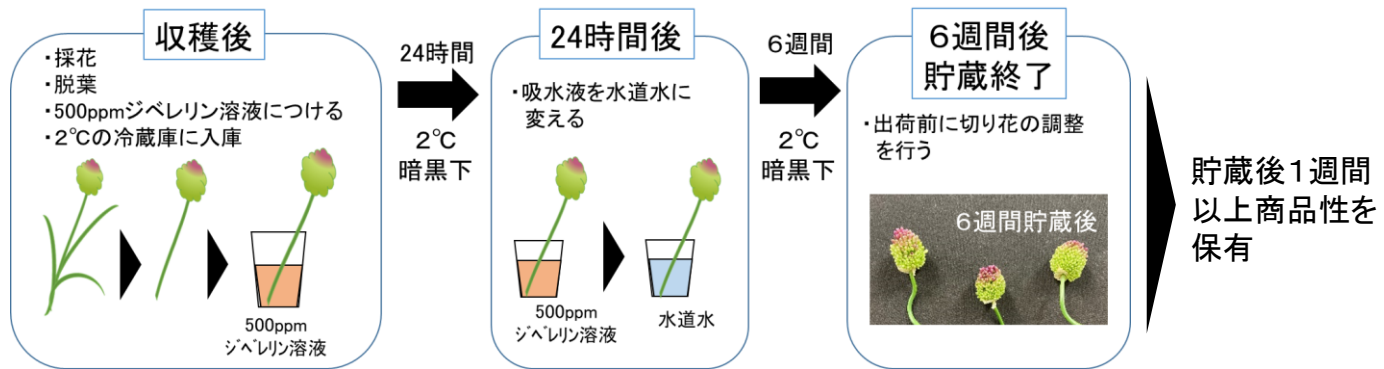 収穫後
・採花
・脱葉
・500ppmジベレリン溶液につける
・2℃の冷蔵庫に入庫
500ppm
ジベレリン溶液
24時間
2℃
暗黒下
24時間後
・吸水液を水道水に
変える
500ppm
ジベレリン溶液
水道水
6週間
2℃
暗黒下
6週間後
貯蔵終了
・出荷前に切り花の調整
を行う
6週間貯蔵後
貯蔵後1週間
以上商品性を
保有